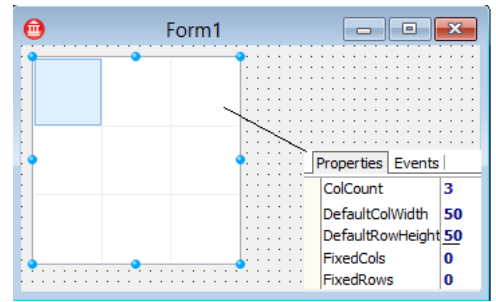 Form1
Properties Events
ColCount 3
DefaultColWidth 50
DefaultRowHeight 50
FixedCols 0
FixedRows 0